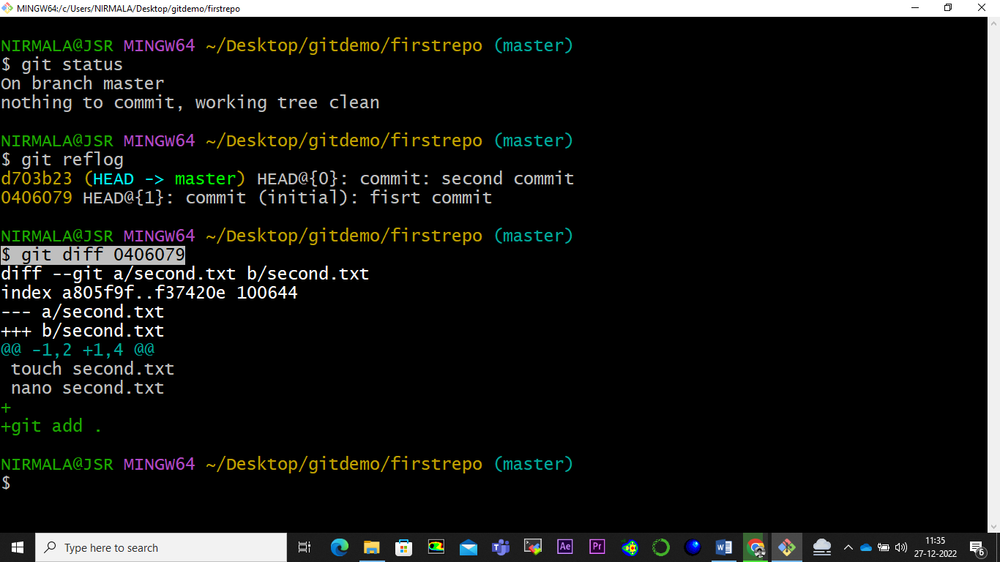 MINGW64:/c/Users/NIRMALA/Desktop/gitdemo/firstrepo
NIRMALA@JSR MINGW64 ~/Desktop/gitdemo/firstrepo (master)
$ git status
On branch master
nothing to commit, working tree clean
NIRMALA@JSR MINGW64 ~/Desktop/gitdemo/firstrepo (master)
$ git reflog
d703b23 (HEAD -> master) HEAD@{0}: commit: second commit
0406079 HEAD@{1}: commit (initial): fisrt commit
NIRMALA@JSR MINGW64 ~/Desktop/gitdemo/firstrepo (master)
$ git diff 0406079
diff --git a/second.txt b/second.txt
index a805f9f..f37420e 100644
--- a/second.txt
+++ b/second.txt
@@ -1,2 +1,4 @@
 touch second.txt
 nano second.txt
+
+git add .
NIRMALA@JSR MINGW64 ~/Desktop/gitdemo/firstrepo (master)
$
Type here to search
Ae
Pr
11:35
27-12-2022
6